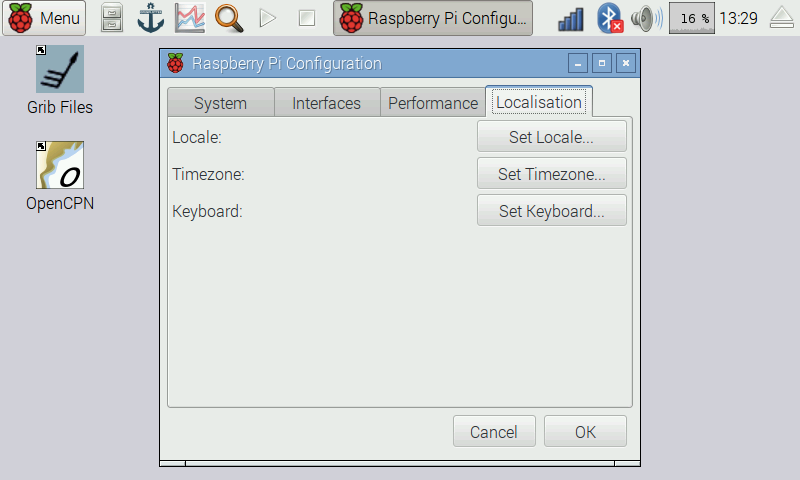 Menu
Raspberry Pi Configu...
16 %
13:29
Grib Files
OpenCPN
Raspberry Pi Configuration
System
Interfaces
Performance
Localisation
Locale:
Set Locale...
Timezone:
Set Timezone...
Keyboard:
Set Keyboard...
Cancel
OK